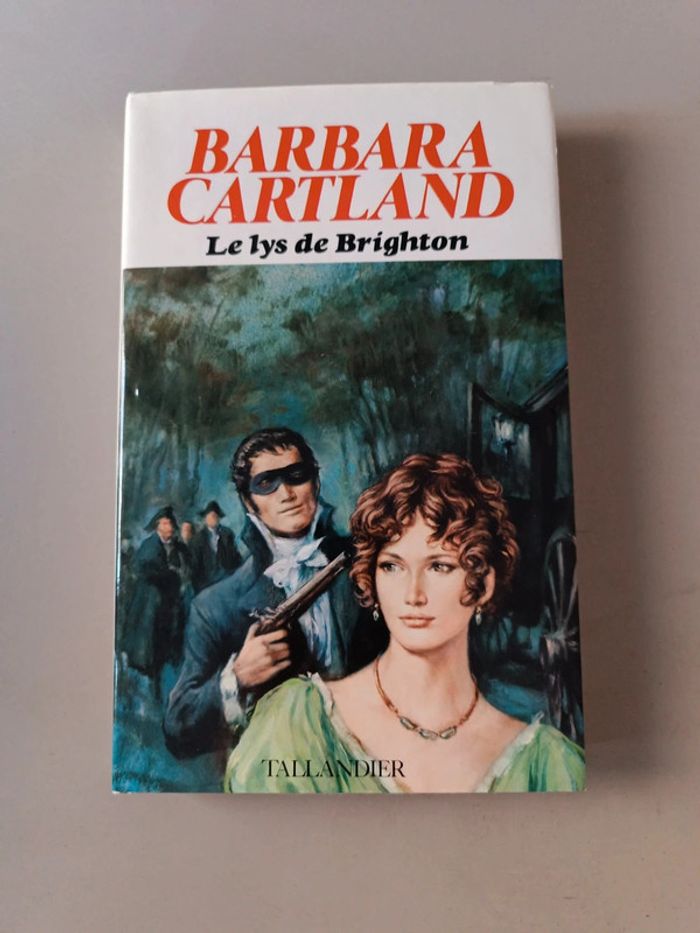 BARBARA
CARTLAND
Le lys de Brighton
TALLANDIER